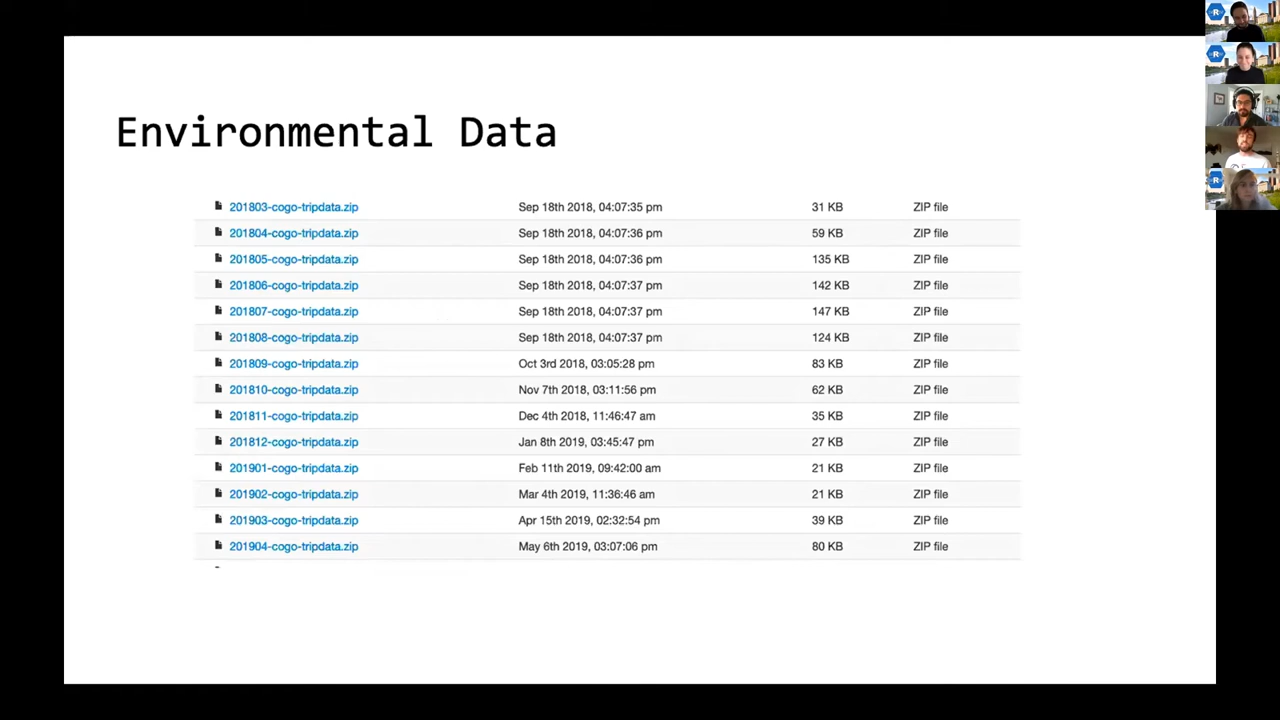 Environmental Data
201803-cogo-tripdata.zip Sep 18th 2018, 04:07:35 pm 31 KB ZIP file
201804-cogo-tripdata.zip Sep 18th 2018, 04:07:36 pm 59 KB ZIP file
201805-cogo-tripdata.zip Sep 18th 2018, 04:07:36 pm 135 KB ZIP file
201806-cogo-tripdata.zip Sep 18th 2018, 04:07:37 pm 142 KB ZIP file
201807-cogo-tripdata.zip Sep 18th 2018, 04:07:37 pm 147 KB ZIP file
201808-cogo-tripdata.zip Sep 18th 2018, 04:07:37 pm 124 KB ZIP file
201809-cogo-tripdata.zip Oct 3rd 2018, 03:05:28 pm 83 KB ZIP file
201810-cogo-tripdata.zip Nov 7th 2018, 03:11:56 pm 62 KB ZIP file
201811-cogo-tripdata.zip Dec 4th 2018, 11:46:47 am 35 KB ZIP file
201812-cogo-tripdata.zip Jan 8th 2019, 03:45:47 pm 27 KB ZIP file
201901-cogo-tripdata.zip Feb 11th 2019, 09:42:00 am 21 KB ZIP file
201902-cogo-tripdata.zip Mar 4th 2019, 11:36:46 am 21 KB ZIP file
201903-cogo-tripdata.zip Apr 15th 2019, 02:32:54 pm 39 KB ZIP file
201904-cogo-tripdata.zip May 6th 2019, 03:07:06 pm 80 KB ZIP file
R
R
R